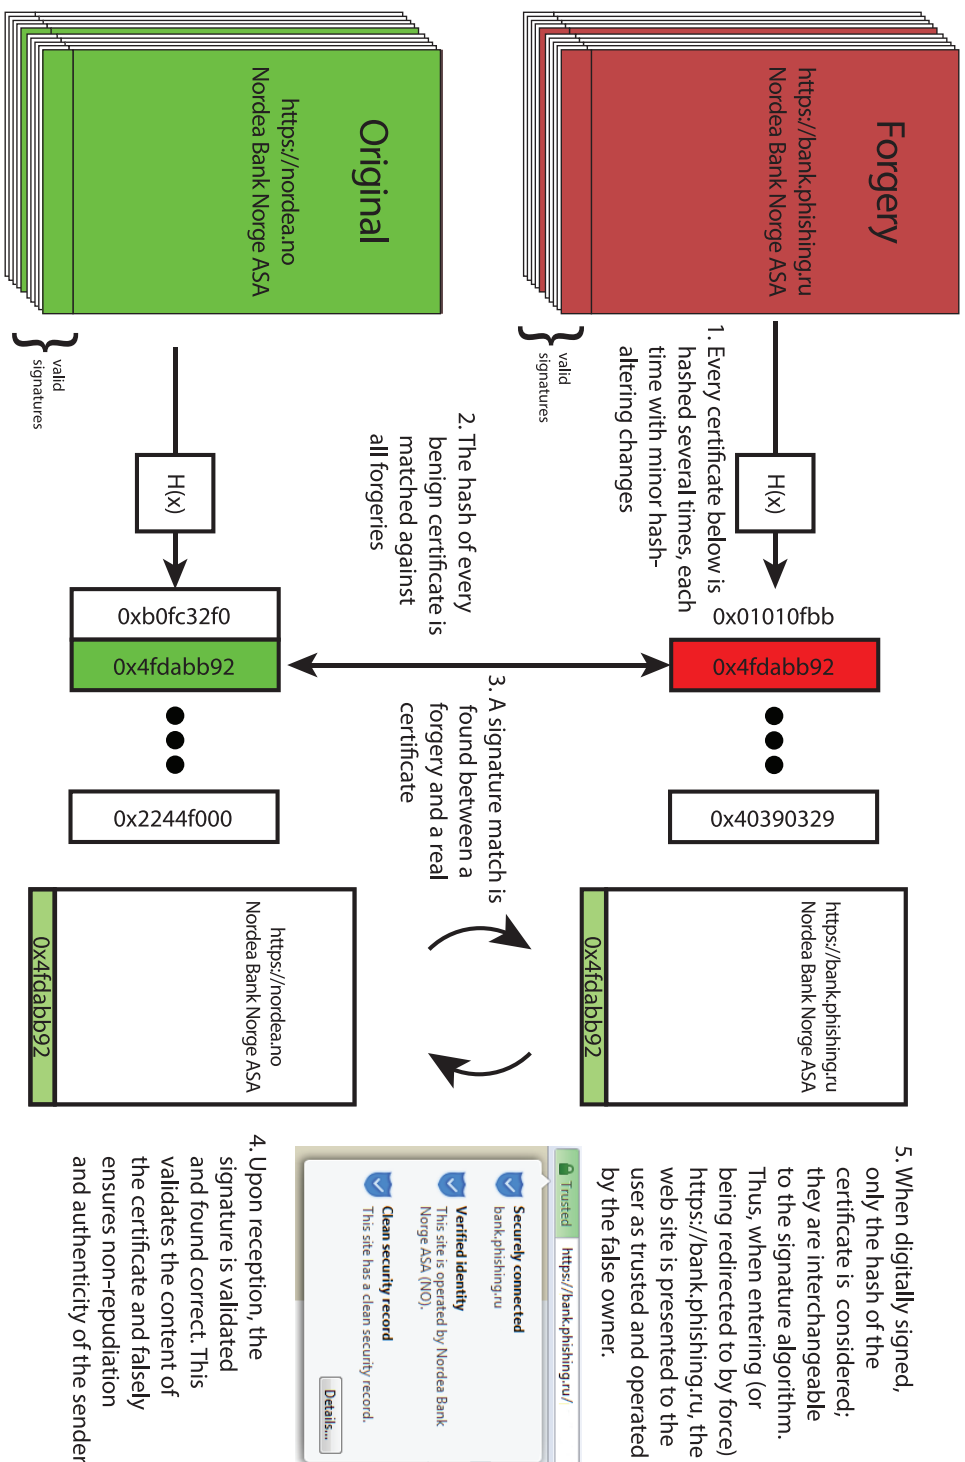 Forgery
https://bank.phishing.ru
Nordea Bank Norge ASA
valid
signatures
1. Every certificate below is
hashed several times, each
time with minor hash-
altering changes
H(x)
0x01010fbb
0x4fdabb92
0x40390329
https://bank.phishing.ru
Nordea Bank Norge ASA
0x4fdabb92
5. When digitally signed,
only the hash of the
certificate is considered;
they are interchangeable
to the signature algorithm.
Thus, when entering (or
being redirected to by force)
https://bank.phishing.ru, the
web site is presented to the
user as trusted and operated
by the false owner.
2. The hash of every
benign certificate is
matched against
all forgeries
3. A signature match is
found between a
forgery and a real
certificate
Trusted https://bank.phishing.ru/
Securely connected
bank.phishing.ru
Verified identity
This site is operated by Nordea Bank
Norge ASA (NO).
Clean security record
This site has a clean security record.
Details...
Original
https://nordea.no
Nordea Bank Norge ASA
valid
signatures
H(x)
0xb0fc32f0
0x4fdabb92
0x2244f000
https://nordea.no
Nordea Bank Norge ASA
0x4fdabb92
4. Upon reception, the
signature is validated
and found correct. This
validates the content of
the certificate and falsely
ensures non-repudiation
and authenticity of the sender